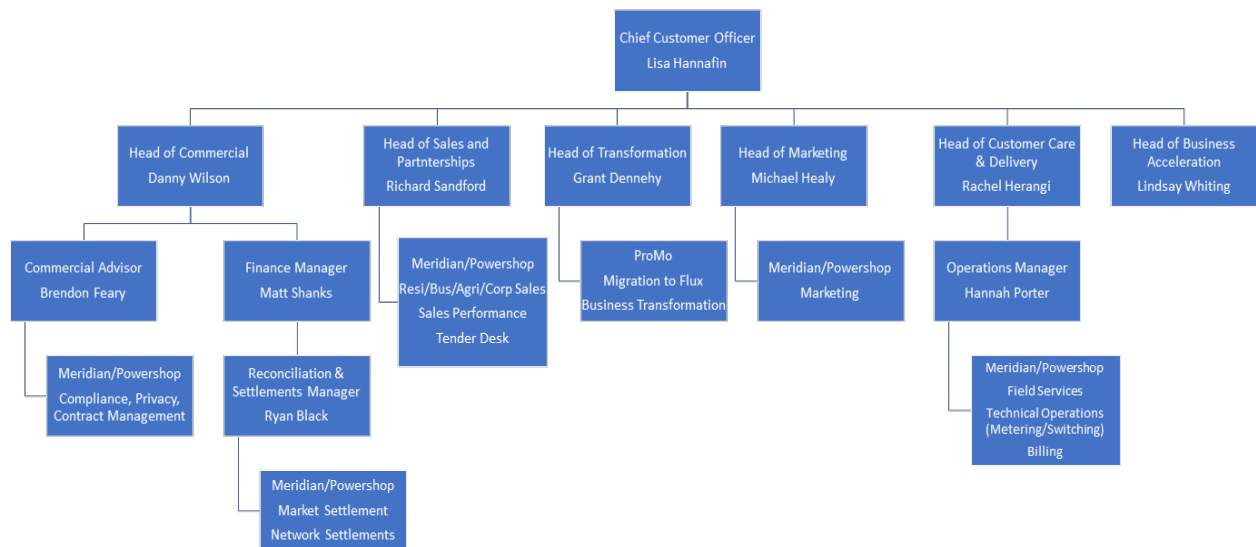 Chief Customer Officer
Lisa Hannafin
Head of Commercial
Danny Wilson
Head of Sales and
Partnterships
Richard Sandford
Head of Transformation
Grant Dennehy
Head of Marketing
Michael Healy
Head of Customer Care
& Delivery
Rachel Herangi
Head of Business
Acceleration
Lindsay Whiting
Commercial Advisor
Brendon Feary
Finance Manager
Matt Shanks
Meridian/Powershop
Resi/Bus/Agri/Corp Sales
Sales Performance
Tender Desk
ProMo
Migration to Flux
Business Transformation
Meridian/Powershop
Marketing
Operations Manager
Hannah Porter
Meridian/Powershop
Compliance, Privacy,
Contract Management
Reconciliation &
Settlements Manager
Ryan Black
Meridian/Powershop
Field Services
Technical Operations
(Metering/Switching)
Billing
Meridian/Powershop
Market Settlement
Network Settlements